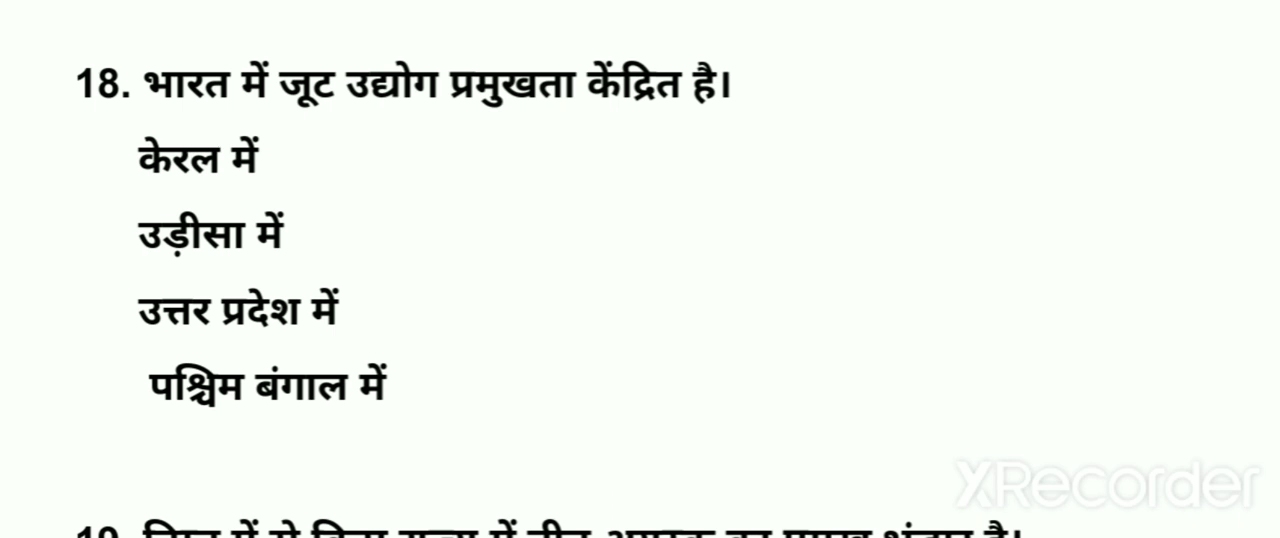 18. भारत में जूट उद्योग प्रमुखता केंद्रित है।
केरल में
उड़ीसा में
उत्तर प्रदेश में
पश्चिम बंगाल में
XRecorder